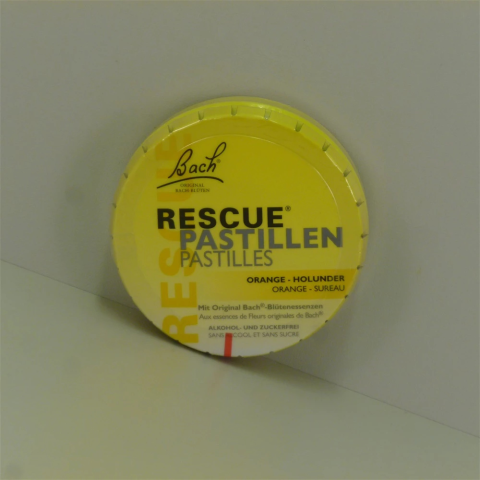 Bach®
ORIGINAL
BACH-BLÜTEN
RESCUE®
PASTILLEN
PASTILLES
ORANGE - HOLUNDER
ORANGE - SUREAU
Mit Original Bach®-Blütenessenzen
Aux essences de Fleurs originales de Bach®
ALKOHOL- UND ZUCKERFREI
SANS ALCOOL ET SANS SUCRE
RESCUE